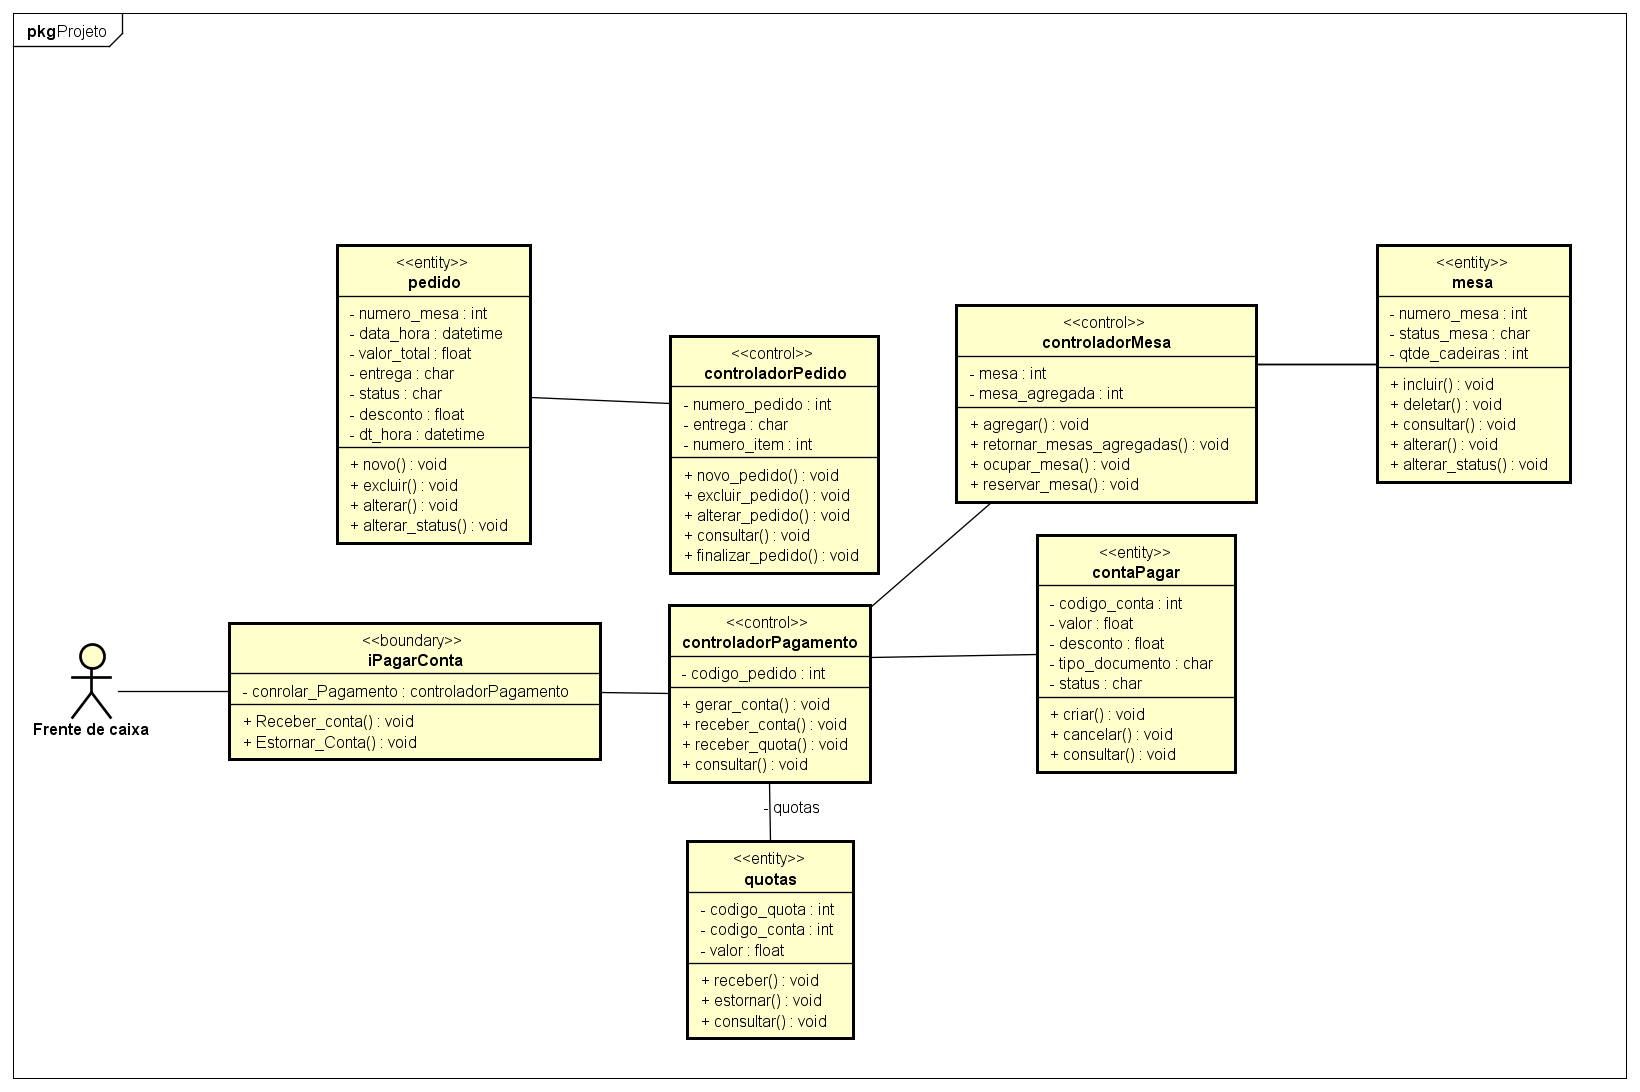 pkg Projeto
<<entity>>
pedido
- numero_mesa : int
- data_hora : datetime
- valor_total : float
- entrega : char
- status : char
- desconto : float
- dt_hora : datetime
+ novo() : void
+ excluir() : void
+ alterar() : void
+ alterar_status() : void
<<control>>
controladorPedido
- numero_pedido : int
- entrega : char
- numero_item : int
+ novo_pedido() : void
+ excluir_pedido() : void
+ alterar_pedido() : void
+ consultar() : void
+ finalizar_pedido() : void
<<control>>
controladorMesa
- mesa : int
- mesa_agregada : int
+ agregar() : void
+ retornar_mesas_agregadas() : void
+ ocupar_mesa() : void
+ reservar_mesa() : void
<<entity>>
mesa
- numero_mesa : int
- status_mesa : char
- qtde_cadeiras : int
+ incluir() : void
+ deletar() : void
+ consultar() : void
+ alterar() : void
+ alterar_status() : void
Frente de caixa
<<boundary>>
iPagarConta
- conrolar_Pagamento : controladorPagamento
+ Receber_conta() : void
+ Estornar_Conta() : void
<<control>>
controladorPagamento
- codigo_pedido : int
+ gerar_conta() : void
+ receber_conta() : void
+ receber_quota() : void
+ consultar() : void
<<entity>>
contaPagar
- codigo_conta : int
- valor : float
- desconto : float
- tipo_documento : char
- status : char
+ criar() : void
+ cancelar() : void
+ consultar() : void
- quotas
<<entity>>
quotas
- codigo_quota : int
- codigo_conta : int
- valor : float
+ receber() : void
+ estornar() : void
+ consultar() : void